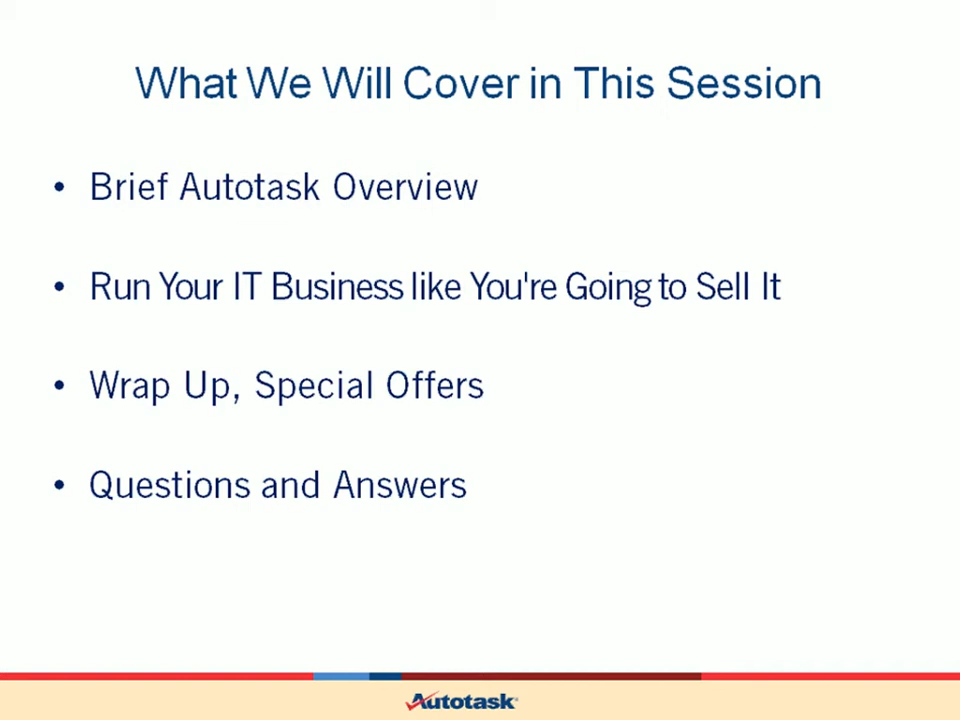 What We Will Cover in This Session
• Brief Autotask Overview
• Run Your IT Business like You're Going to Sell It
• Wrap Up, Special Offers
• Questions and Answers
Autotask